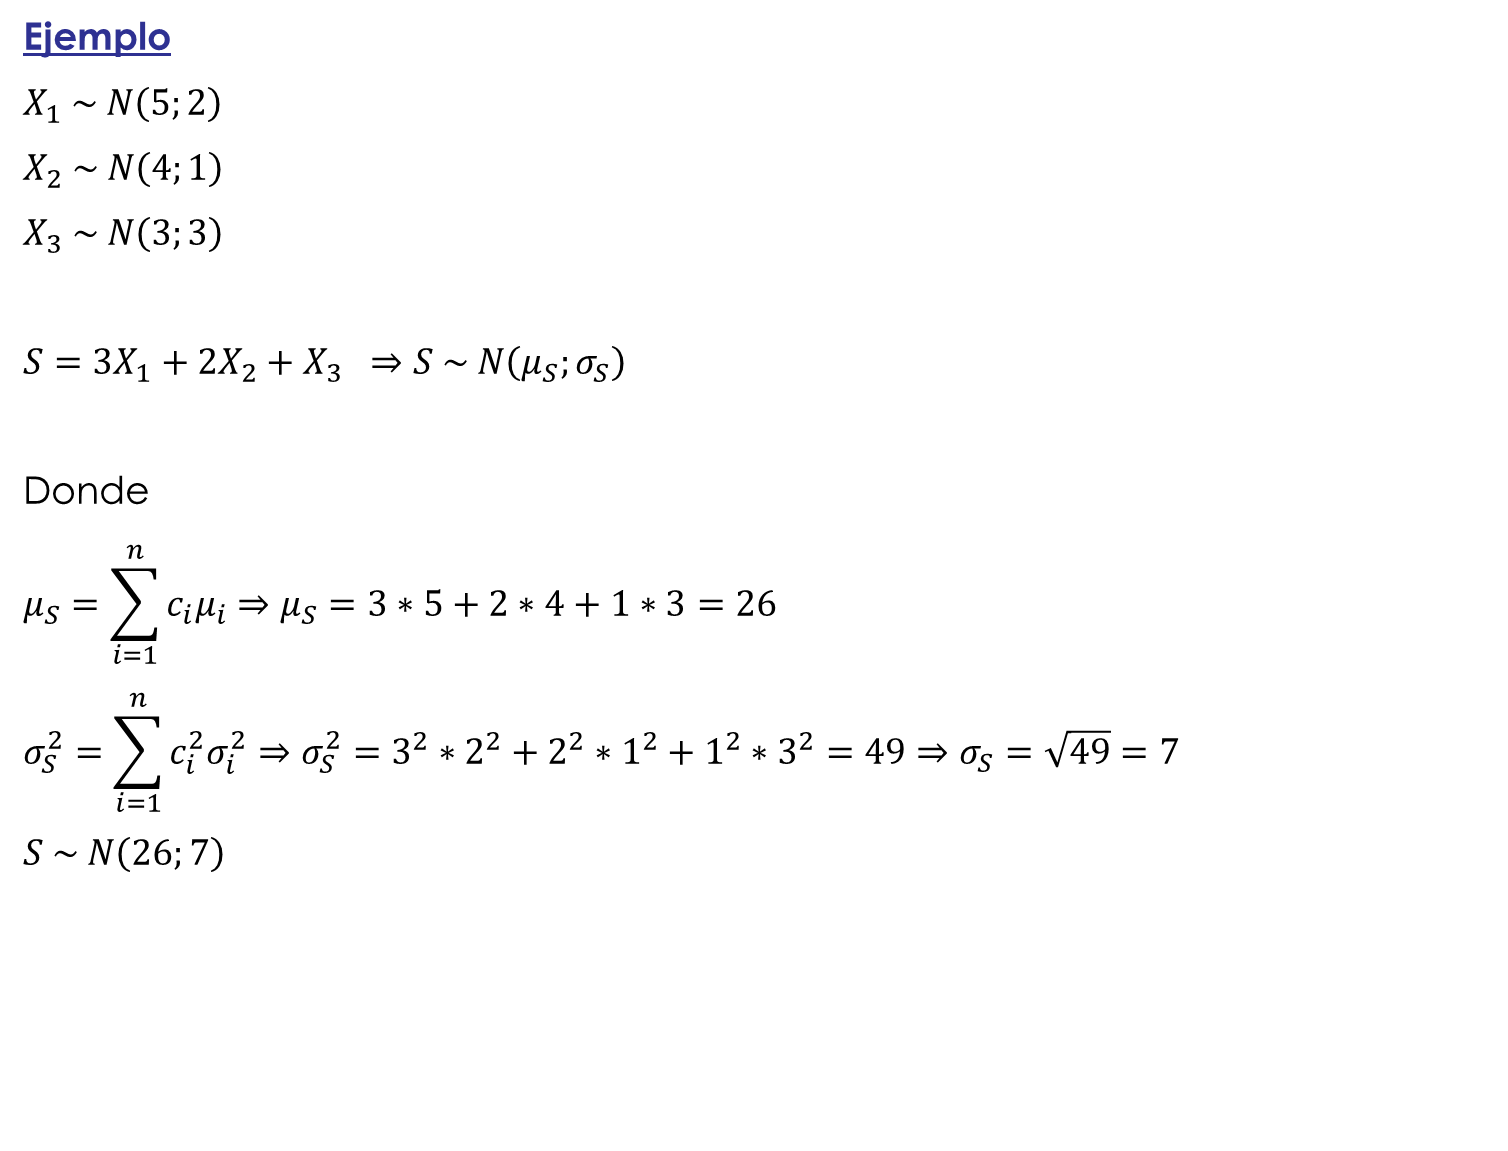 Ejemplo
X₁ ~ N(5; 2)
X₂ ~ N(4; 1)
X₃ ~ N(3; 3)
S = 3X₁ + 2X₂ + X₃ ⇒ S ~ N(μ_S; σ_S)
Donde
μ_S = ∑_{i=1}^{n} c_i μ_i ⇒ μ_S = 3 ∗ 5 + 2 ∗ 4 + 1 ∗ 3 = 26
σ_S² = ∑_{i=1}^{n} c_i² σ_i² ⇒ σ_S² = 3² ∗ 2² + 2² ∗ 1² + 1² ∗ 3² = 49 ⇒ σ_S = √49 = 7
S ~ N(26; 7)